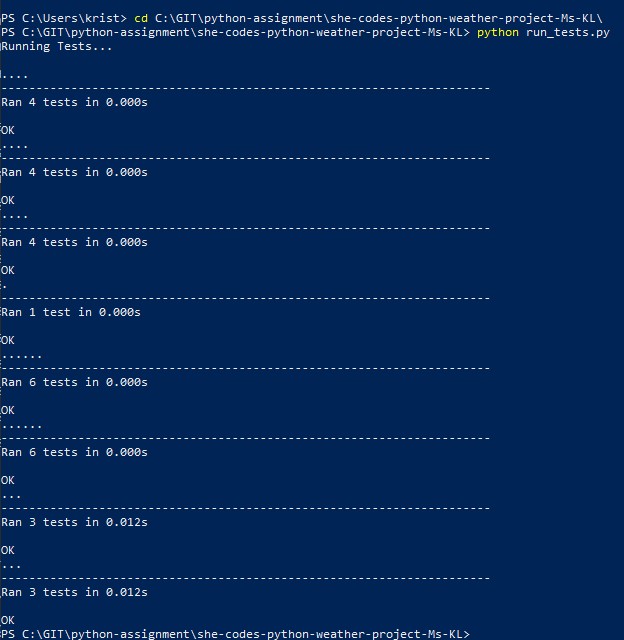 PS C:\Users\krist> cd C:\GIT\python-assignment\she-codes-python-weather-project-Ms-KL\
PS C:\GIT\python-assignment\she-codes-python-weather-project-Ms-KL> python run_tests.py
Running Tests...
....
----------------------------------------------------------------------
Ran 4 tests in 0.000s
OK
....
----------------------------------------------------------------------
Ran 4 tests in 0.000s
OK
....
----------------------------------------------------------------------
Ran 4 tests in 0.000s
OK
.
----------------------------------------------------------------------
Ran 1 test in 0.000s
OK
......
----------------------------------------------------------------------
Ran 6 tests in 0.000s
OK
......
----------------------------------------------------------------------
Ran 6 tests in 0.000s
OK
...
----------------------------------------------------------------------
Ran 3 tests in 0.012s
OK
...
----------------------------------------------------------------------
Ran 3 tests in 0.012s
OK
PS C:\GIT\python-assignment\she-codes-python-weather-project-Ms-KL>